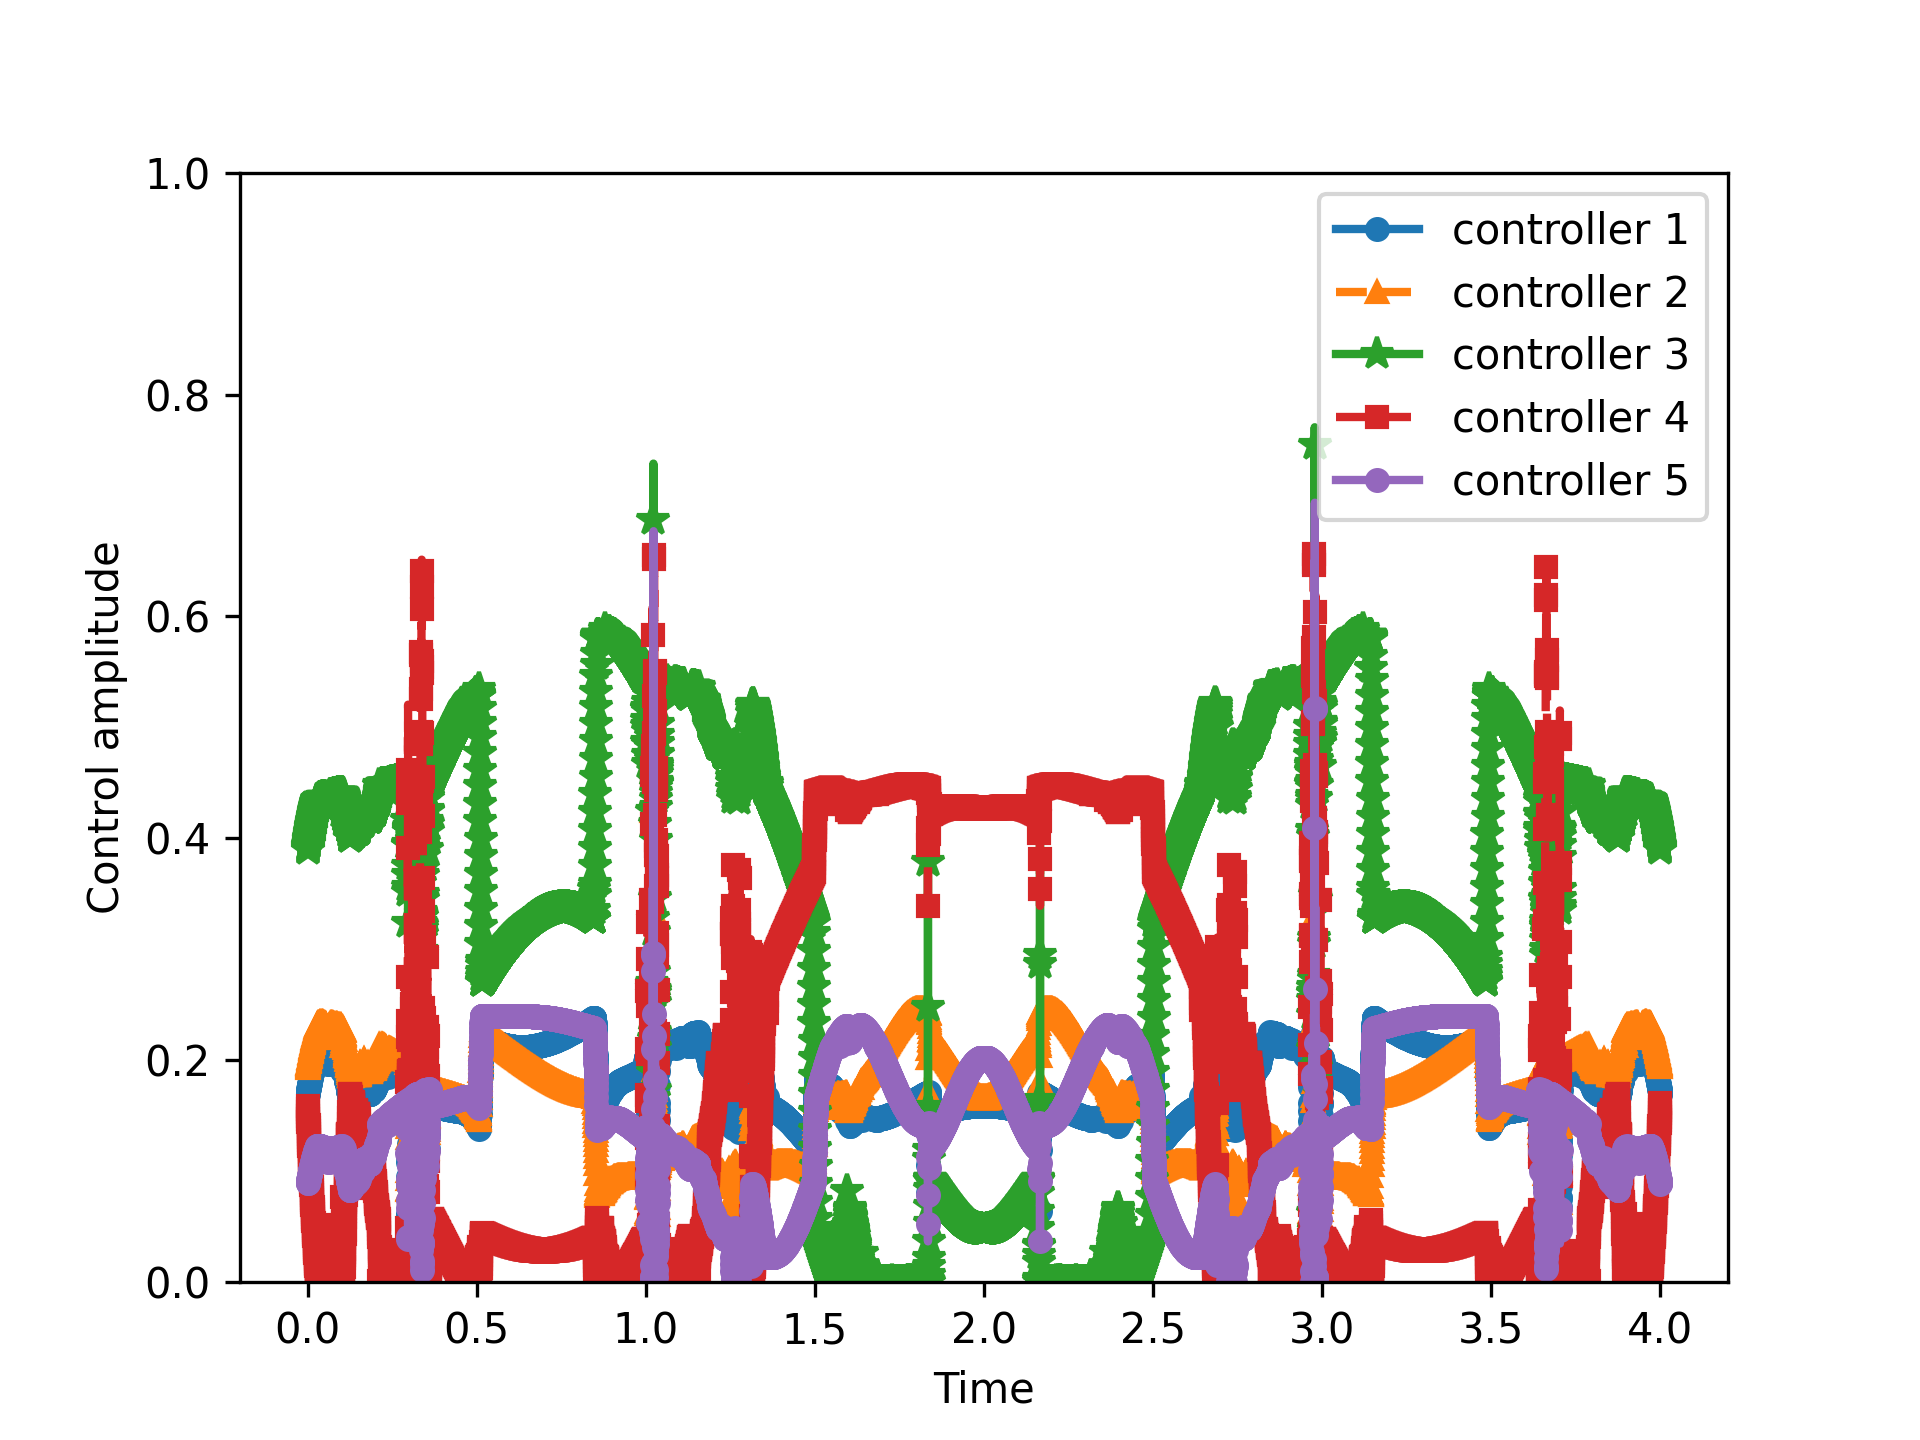 1.0
0.8
0.6
0.4
0.2
0.0
Control amplitude
controller 1
controller 2
controller 3
controller 4
controller 5
0.0 0.5 1.0 1.5 2.0 2.5 3.0 3.5 4.0
Time